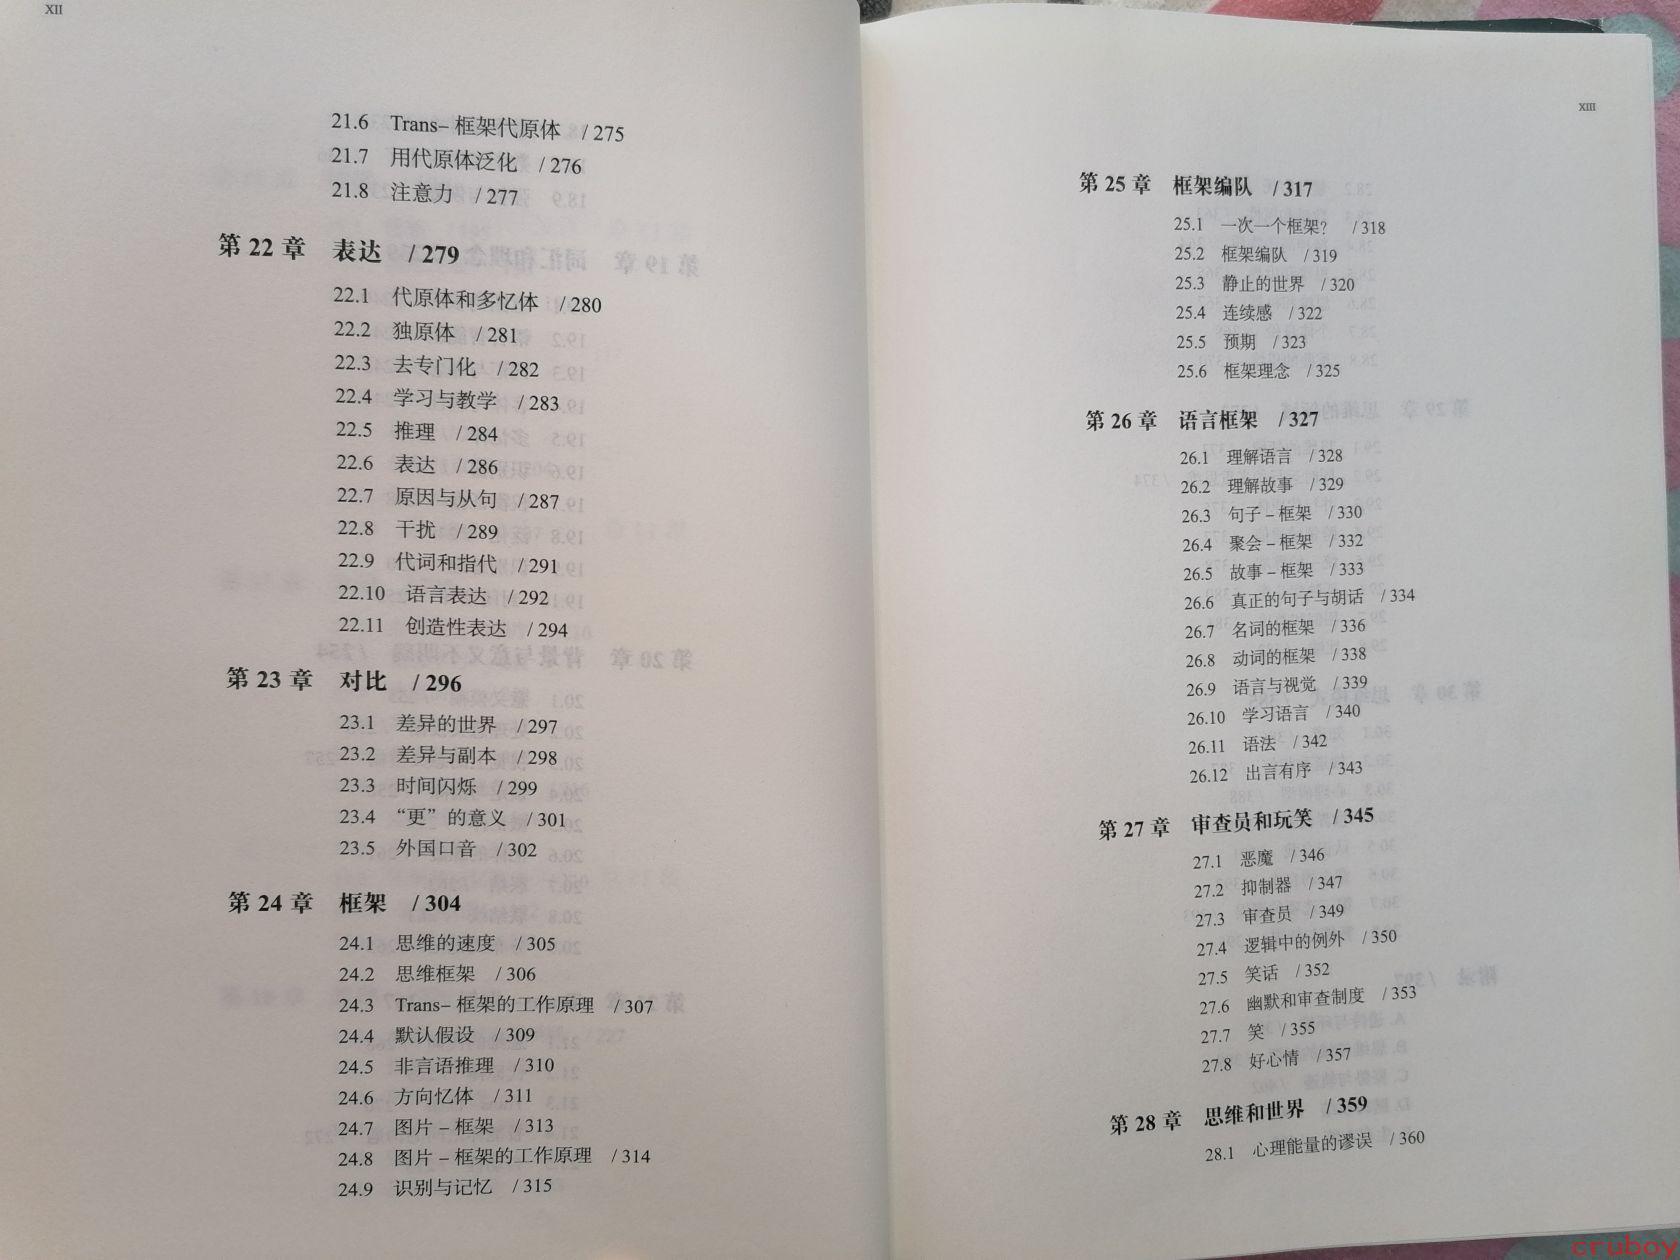 XII
21.6 Trans– 框架代原体 / 275
21.7 用代原体泛化 / 276
21.8 注意力 / 277
第 22 章 表达 / 279
22.1 代原体和多忆体 / 280
22.2 独原体 / 281
22.3 去专门化 / 282
22.4 学习与教学 / 283
22.5 推理 / 284
22.6 表达 / 286
22.7 原因与从句 / 287
22.8 干扰 / 289
22.9 代词和指代 / 291
22.10 语言表达 / 292
22.11 创造性表达 / 294
第 23 章 对比 / 296
23.1 差异的世界 / 297
23.2 差异与副本 / 298
23.3 时间闪烁 / 299
23.4 “更”的意义 / 301
23.5 外国口音 / 302
第 24 章 框架 / 304
24.1 思维的速度 / 305
24.2 思维框架 / 306
24.3 Trans– 框架的工作原理 / 307
24.4 默认假设 / 309
24.5 非言语推理 / 310
24.6 方向忆体 / 311
24.7 图片 – 框架 / 313
24.8 图片 – 框架的工作原理 / 314
24.9 识别与记忆 / 315
XIII
第 25 章 框架编队 / 317
25.1 一次一个框架？ / 318
25.2 框架编队 / 319
25.3 静止的世界 / 320
25.4 连续感 / 322
25.5 预期 / 323
25.6 框架理念 / 325
第 26 章 语言框架 / 327
26.1 理解语言 / 328
26.2 理解故事 / 329
26.3 句子 – 框架 / 330
26.4 聚会 – 框架 / 332
26.5 故事 – 框架 / 333
26.6 真正的句子与胡话 / 334
26.7 名词的框架 / 336
26.8 动词的框架 / 338
26.9 语言与视觉 / 339
26.10 学习语言 / 340
26.11 语法 / 342
26.12 出言有序 / 343
第 27 章 审查员和玩笑 / 345
27.1 恶魔 / 346
27.2 抑制器 / 347
27.3 审查员 / 349
27.4 逻辑中的例外 / 350
27.5 笑话 / 352
27.6 幽默和审查制度 / 353
27.7 笑 / 355
27.8 好心情 / 357
第 28 章 思维和世界 / 359
28.1 心理能量的谬误 / 360
cruboy